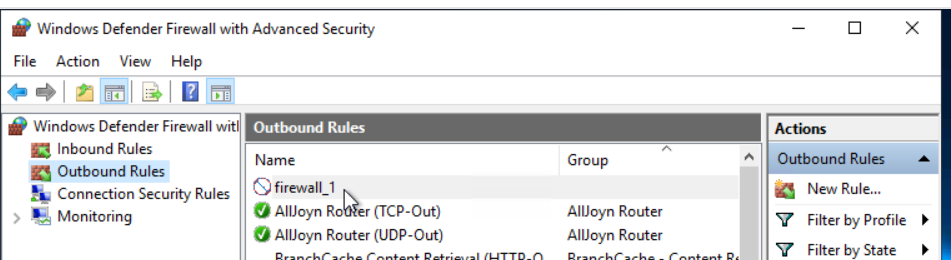 Windows Defender Firewall with Advanced Security
File Action View Help
Windows Defender Firewall witl
Inbound Rules
Outbound Rules
Connection Security Rules
Monitoring
Outbound Rules
Name Group
firewall_1
AllJoyn Router (TCP-Out) AllJoyn Router
AllJoyn Router (UDP-Out) AllJoyn Router
BranchCache Content Retrieval (HTTP-O BranchCache - Content Re
Actions
Outbound Rules
New Rule...
Filter by Profile
Filter by State